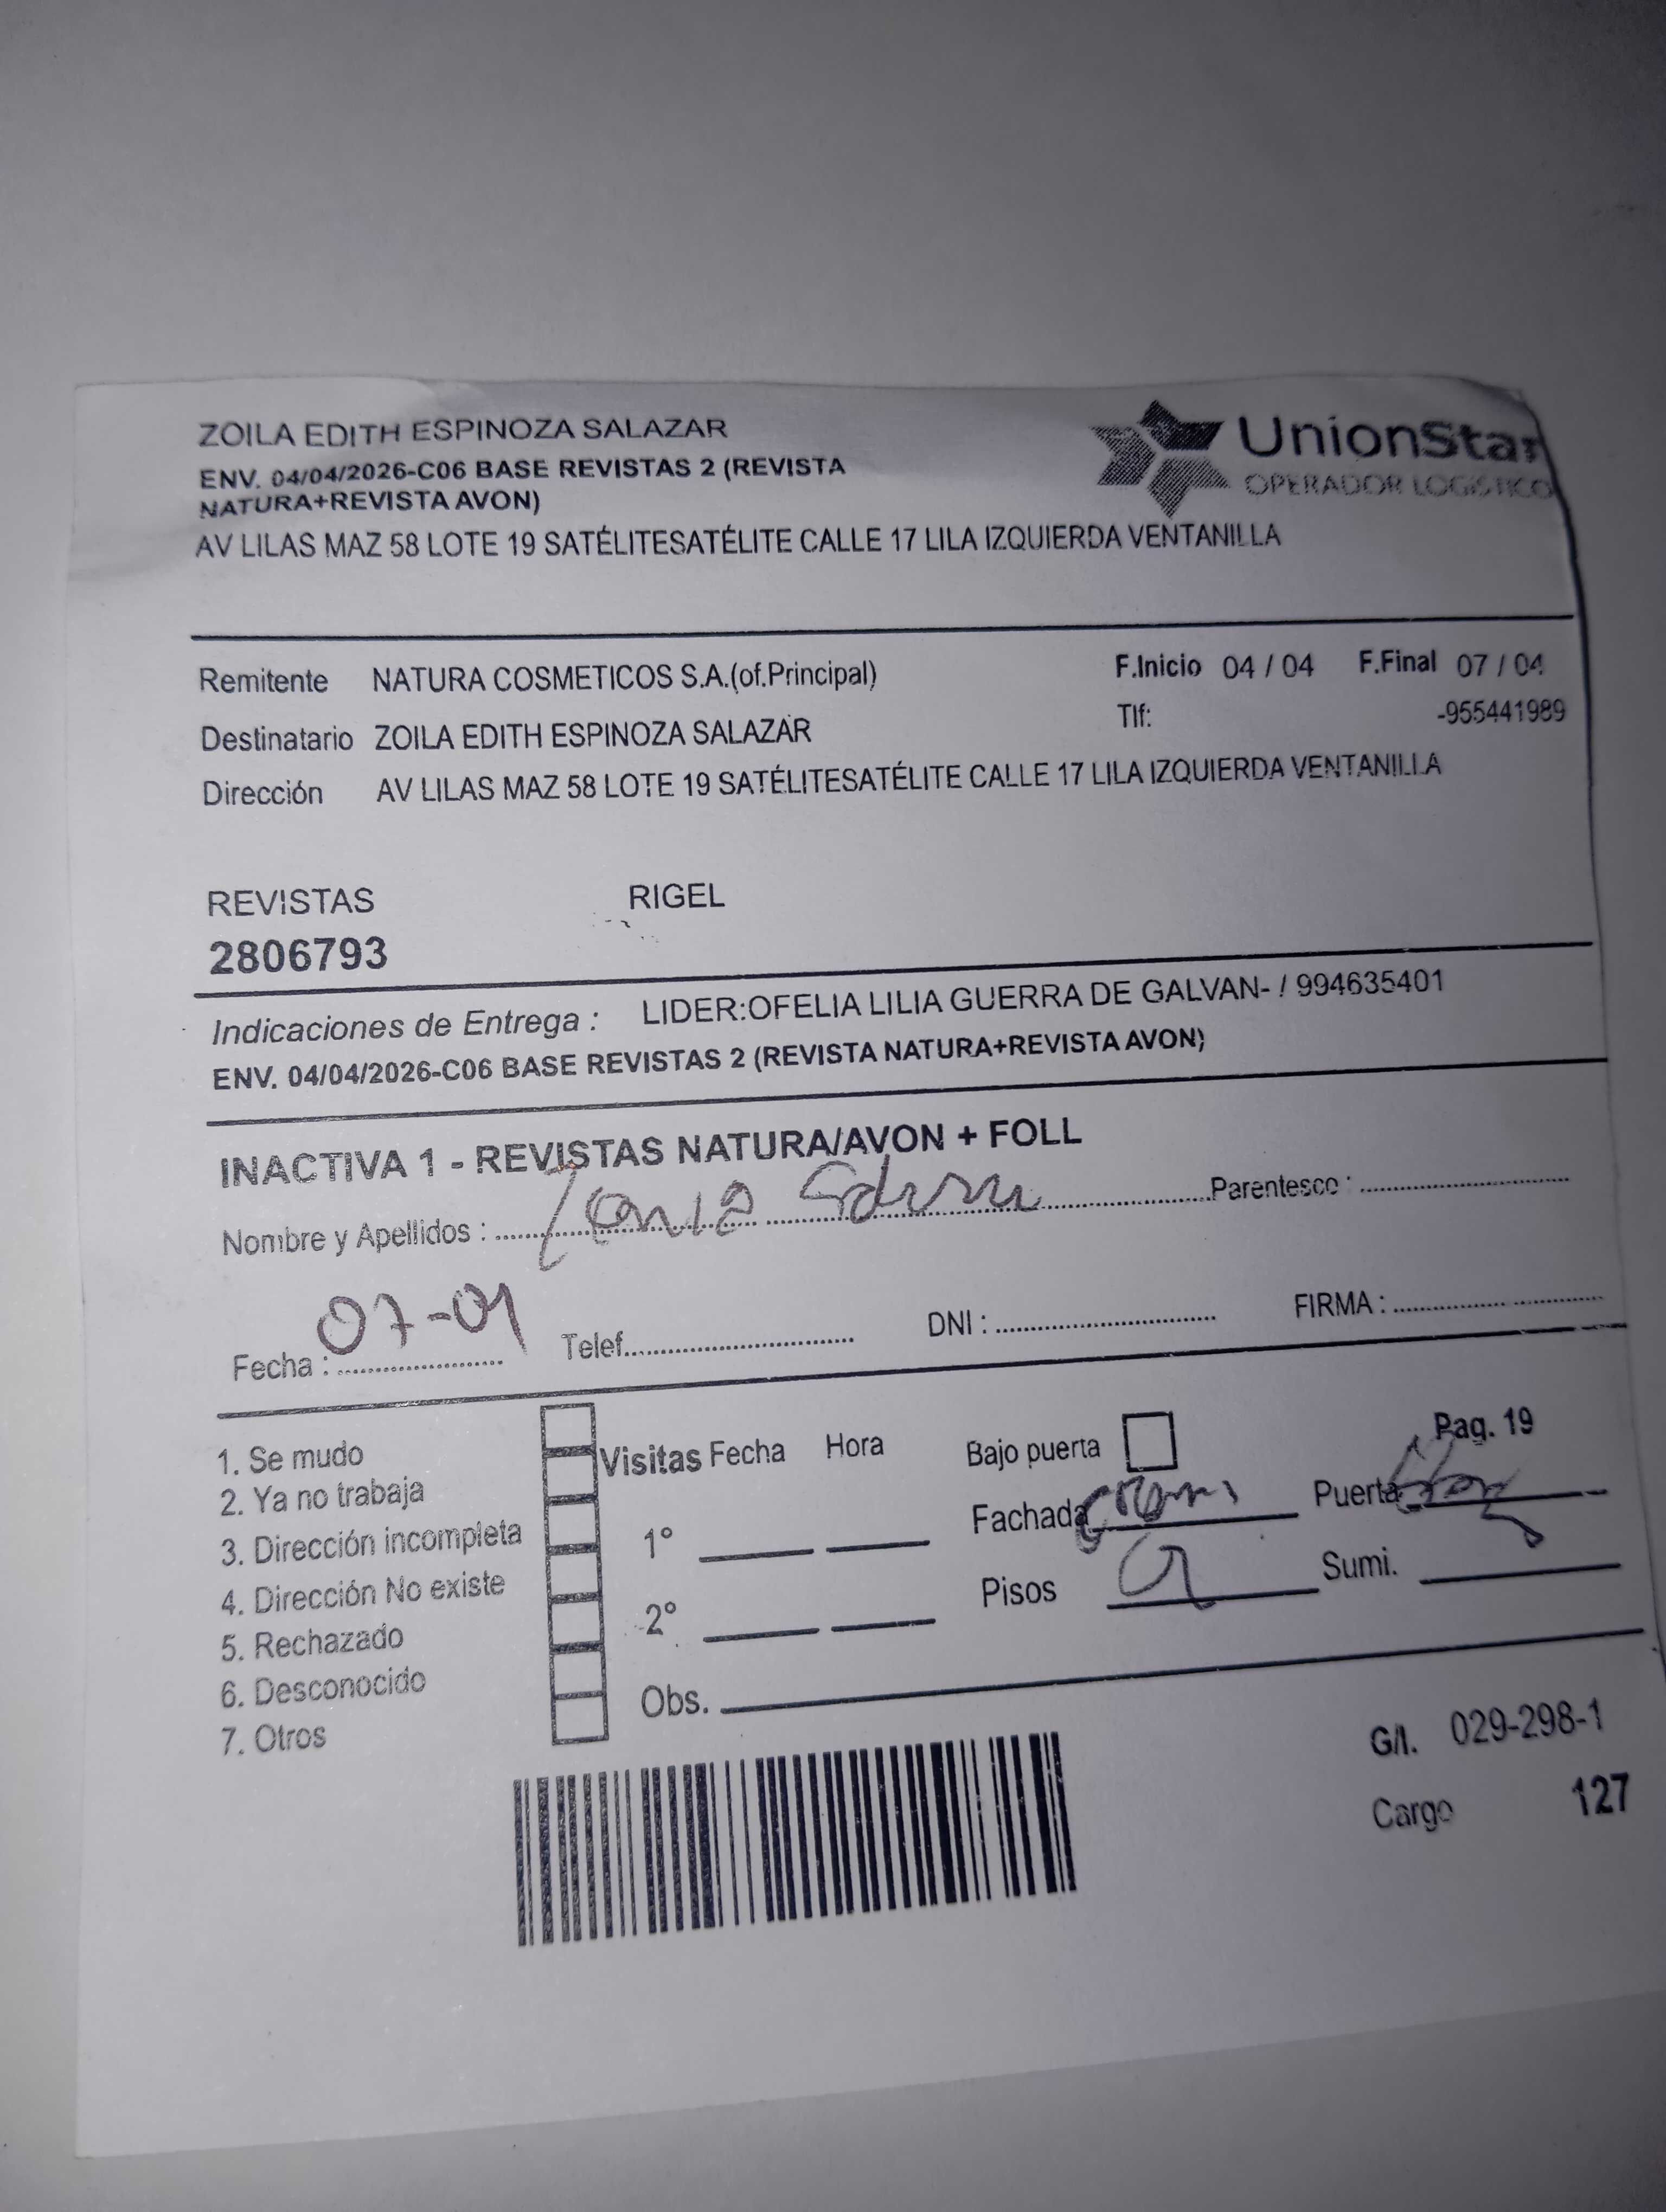 ZOILA EDITH ESPINOZA SALAZAR
ENV. 04/04/2026-C06 BASE REVISTAS 2 (REVISTA
NATURA+REVISTA AVON)
AV LILAS MAZ 58 LOTE 19 SATÉLITESATÉLITE CALLE 17 LILA IZQUIERDA VENTANILLA
UnionStar
OPERADOR LOGISTICO
Remitente NATURA COSMETICOS S.A.(of.Principal) F.Inicio 04 / 04 F.Final 07 / 04
Destinatario ZOILA EDITH ESPINOZA SALAZAR Tlf: -955441989
Dirección AV LILAS MAZ 58 LOTE 19 SATÉLITESATÉLITE CALLE 17 LILA IZQUIERDA VENTANILLA
REVISTAS RIGEL
2806793
Indicaciones de Entrega : LIDER:OFELIA LILIA GUERRA DE GALVAN- / 994635401
ENV. 04/04/2026-C06 BASE REVISTAS 2 (REVISTA NATURA+REVISTA AVON)
INACTIVA 1 - REVISTAS NATURA/AVON + FOLL
Nombre y Apellidos : Parentesco :
Fecha : 07-04 Telef. DNI : FIRMA :
1. Se mudo
2. Ya no trabaja
3. Dirección incompleta
4. Dirección No existe
5. Rechazado
6. Desconocido
7. Otros
Visitas Fecha Hora
1°
2°
Obs.
Bajo puerta Pag. 19
Fachada Puerta
Pisos Sumi.
G/I. 029-298-1
Cargo 127